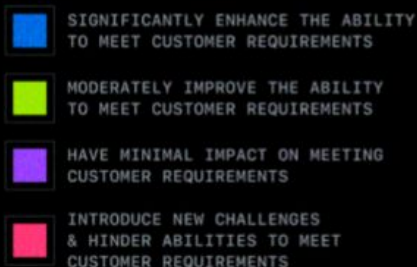 SIGNIFICANTLY ENHANCE THE ABILITY
TO MEET CUSTOMER REQUIREMENTS
MODERATELY IMPROVE THE ABILITY
TO MEET CUSTOMER REQUIREMENTS
HAVE MINIMAL IMPACT ON MEETING
CUSTOMER REQUIREMENTS
INTRODUCE NEW CHALLENGES
& HINDER ABILITIES TO MEET
CUSTOMER REQUIREMENTS